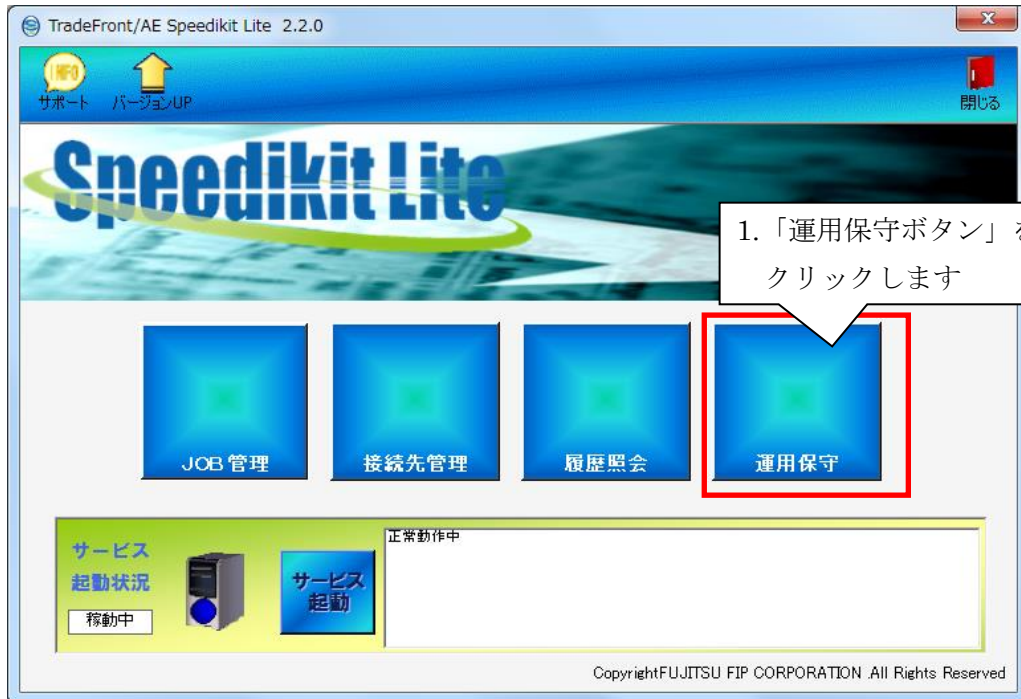 TradeFront/AE Speedikit Lite 2.2.0
サポート バージョンUP 閉じる
Speedikit Lite
1.「運用保守ボタン」を
クリックします
JOB管理 接続先管理 履歴照会 運用保守
サービス
起動状況
稼動中
サービス
起動
正常動作中
CopyrightFUJITSU FIP CORPORATION .All Rights Reserved